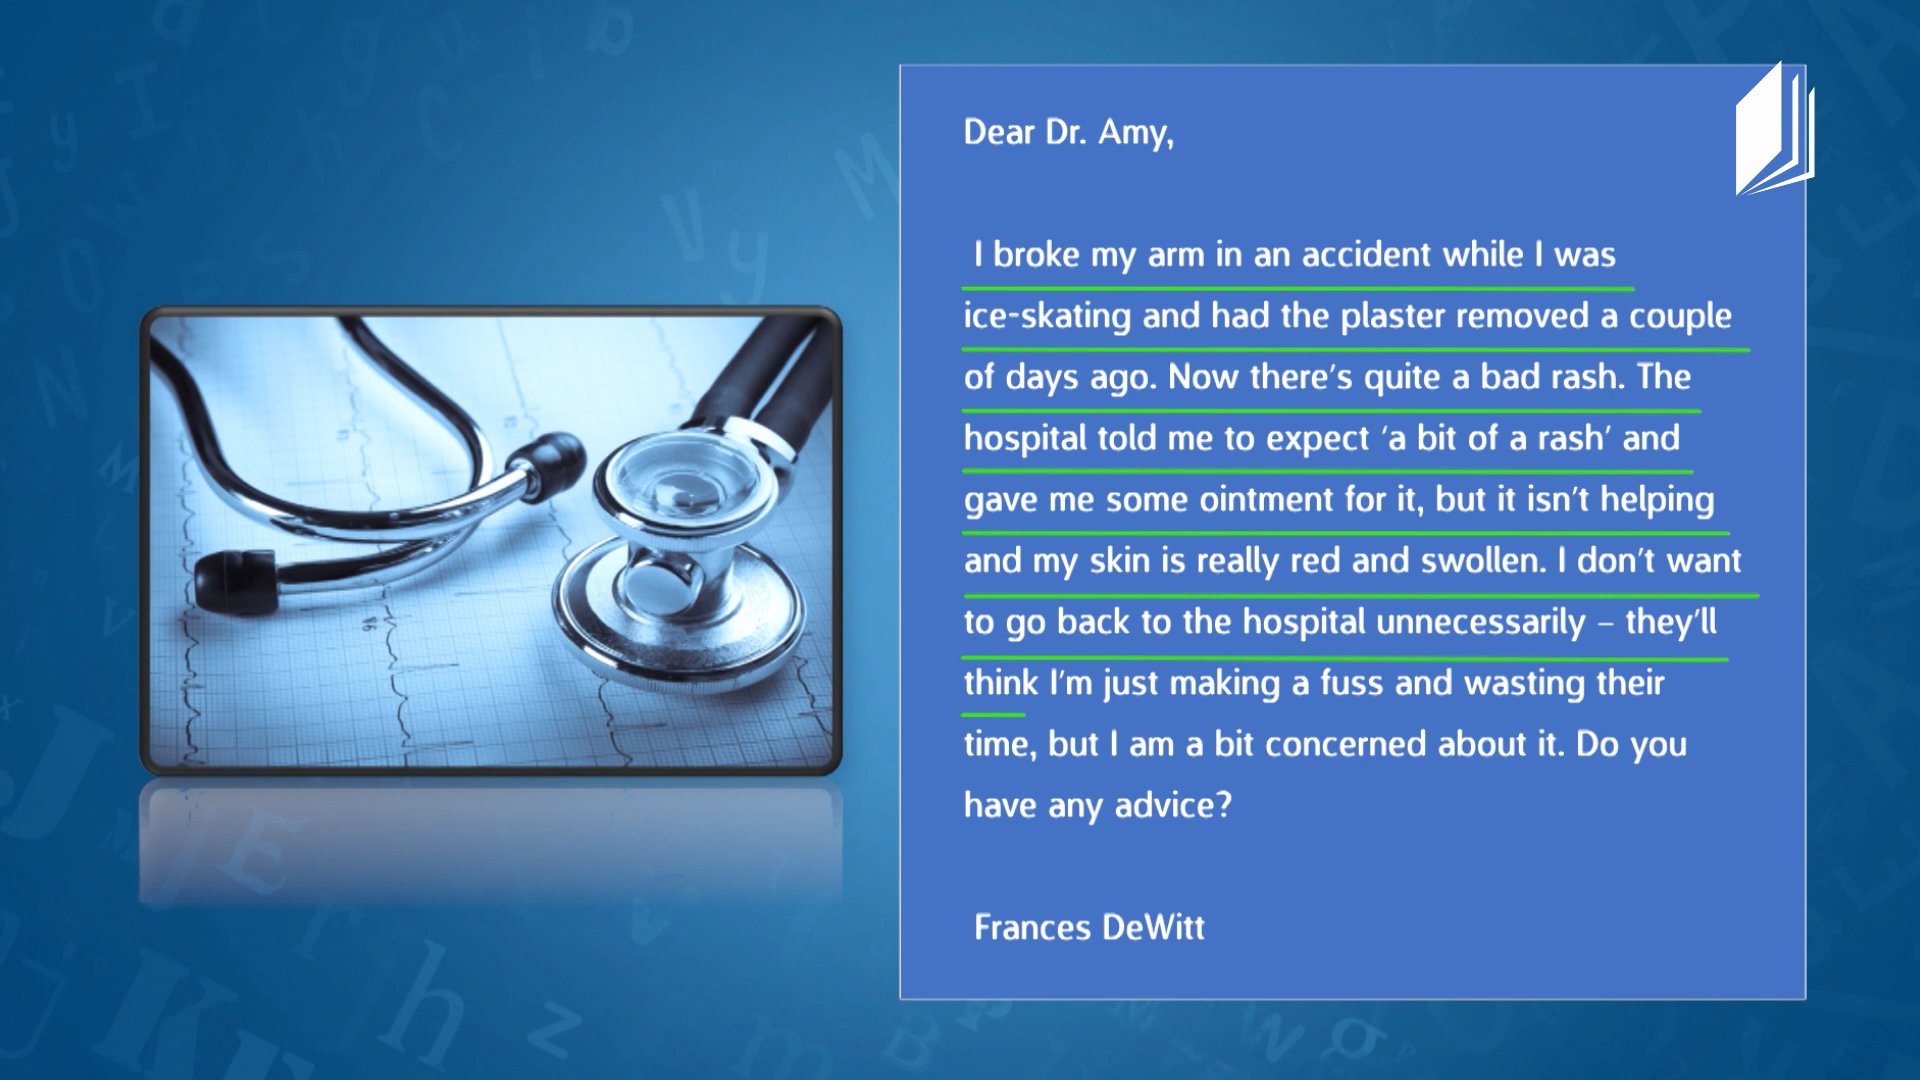 Dear Dr. Amy,
I broke my arm in an accident while I was
ice-skating and had the plaster removed a couple
of days ago. Now there’s quite a bad rash. The
hospital told me to expect ‘a bit of a rash’ and
gave me some ointment for it, but it isn’t helping
and my skin is really red and swollen. I don’t want
to go back to the hospital unnecessarily – they’ll
think I’m just making a fuss and wasting their
time, but I am a bit concerned about it. Do you
have any advice?
Frances DeWitt